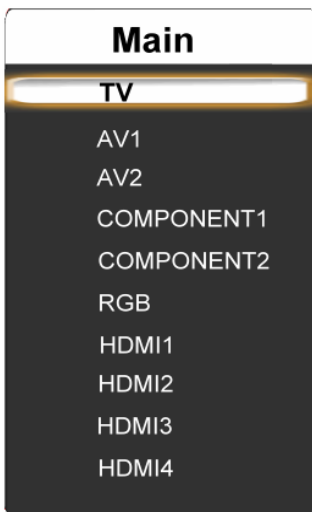 Main
TV
AV1
AV2
COMPONENT1
COMPONENT2
RGB
HDMI1
HDMI2
HDMI3
HDMI4